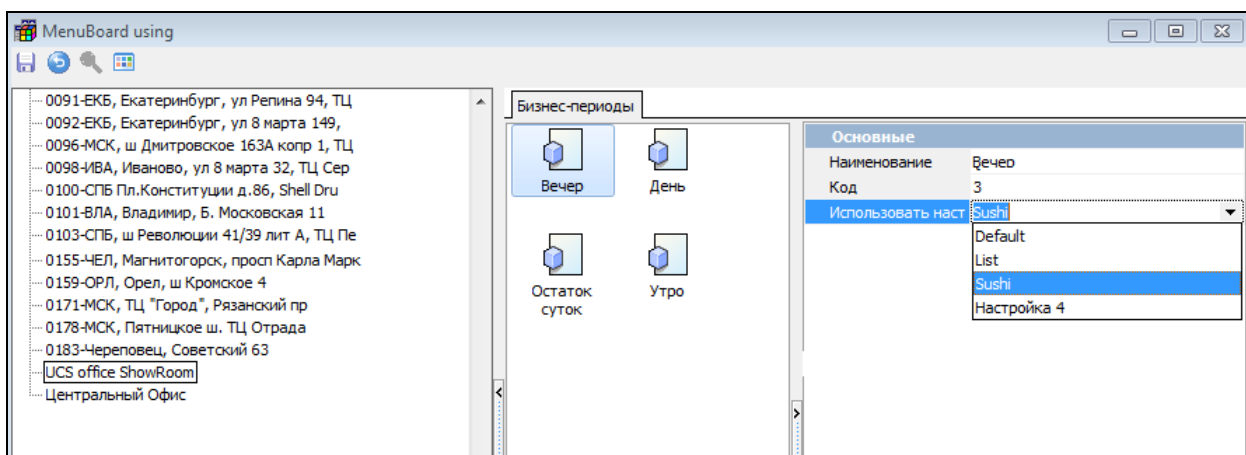 MenuBoard using
0091-ЕКБ, Екатеринбург, ул Репина 94, ТЦ
0092-ЕКБ, Екатеринбург, ул 8 марта 149,
0096-МСК, ш Дмитровское 163А копр 1, ТЦ
0098-ИВА, Иваново, ул 8 марта 32, ТЦ Сер
0100-СПБ Пл.Конституции д.86, Shell Dru
0101-ВЛА, Владимир, Б. Московская 11
0103-СПБ, ш Революции 41/39 лит А, ТЦ Пе
0155-ЧЕЛ, Магнитогорск, просп Карла Марк
0159-ОРЛ, Орел, ш Кромское 4
0171-МСК, ТЦ "Город", Рязанский пр
0178-МСК, Пятницкое ш. ТЦ Отрада
0183-Череповец, Советский 63
UCS office ShowRoom
Центральный Офис
Бизнес-периоды
Вечер
День
Остаток
суток
Утро
Основные
Наименование Вечер
Код 3
Использовать наст Sushi
Default
List
Sushi
Настройка 4